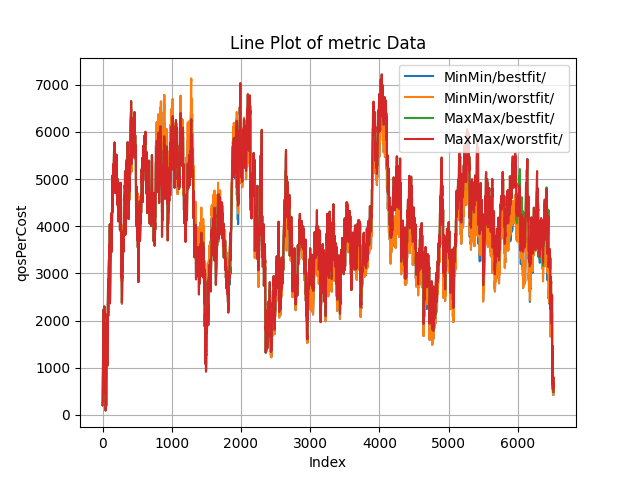 Line Plot of metric Data
MinMin/bestfit/
MinMin/worstfit/
MaxMax/bestfit/
MaxMax/worstfit/
qosPerCost
7000
6000
5000
4000
3000
2000
1000
0
0 1000 2000 3000 4000 5000 6000
Index